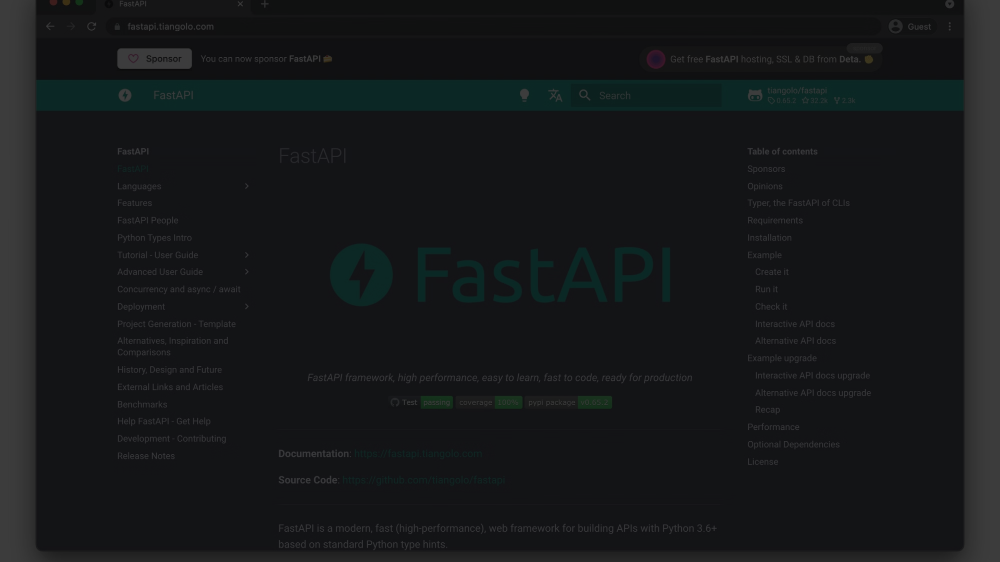 FastAPI
fastapi.tiangolo.com
Guest
Sponsor
You can now sponsor FastAPI 🍰
sponsor
Get free FastAPI hosting, SSL & DB from Deta.
FastAPI
Search
tiangolo/fastapi
0.65.2 32.2k 2.3k
FastAPI
FastAPI
Languages
Features
FastAPI People
Python Types Intro
Tutorial - User Guide
Advanced User Guide
Concurrency and async / await
Deployment
Project Generation - Template
Alternatives, Inspiration and
Comparisons
History, Design and Future
External Links and Articles
Benchmarks
Help FastAPI - Get Help
Development - Contributing
Release Notes
FastAPI
FastAPI
FastAPI framework, high performance, easy to learn, fast to code, ready for production
Test passing coverage 100% pypi package v0.65.2
Documentation: https://fastapi.tiangolo.com
Source Code: https://github.com/tiangolo/fastapi
FastAPI is a modern, fast (high-performance), web framework for building APIs with Python 3.6+
based on standard Python type hints.
Table of contents
Sponsors
Opinions
Typer, the FastAPI of CLIs
Requirements
Installation
Example
Create it
Run it
Check it
Interactive API docs
Alternative API docs
Example upgrade
Interactive API docs upgrade
Alternative API docs upgrade
Recap
Performance
Optional Dependencies
License